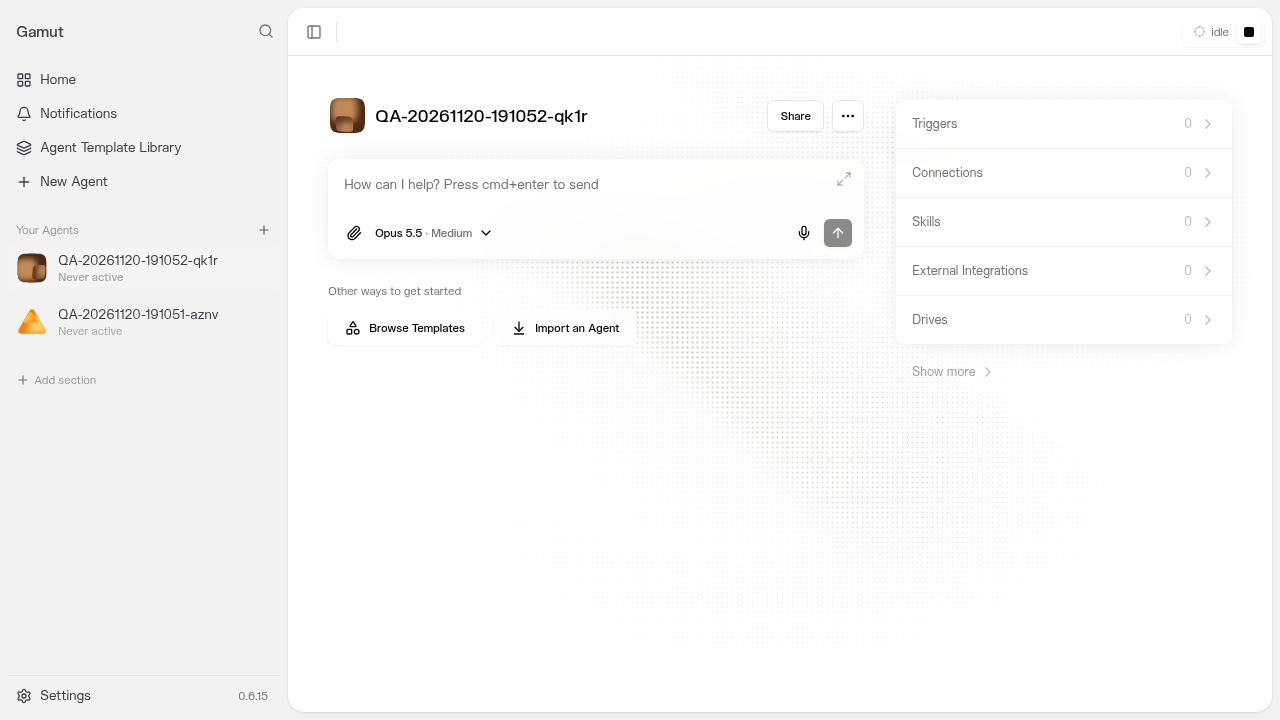 Gamut
Home
Notifications
Agent Template Library
New Agent
Your Agents
QA-20261120-191052-qk1r
Never active
QA-20261120-191051-aznv
Never active
Add section
Settings 0.6.15
idle
QA-20261120-191052-qk1r
Share
How can I help? Press cmd+enter to send
Opus 5.5 · Medium
Other ways to get started
Browse Templates
Import an Agent
Triggers 0
Connections 0
Skills 0
External Integrations 0
Drives 0
Show more